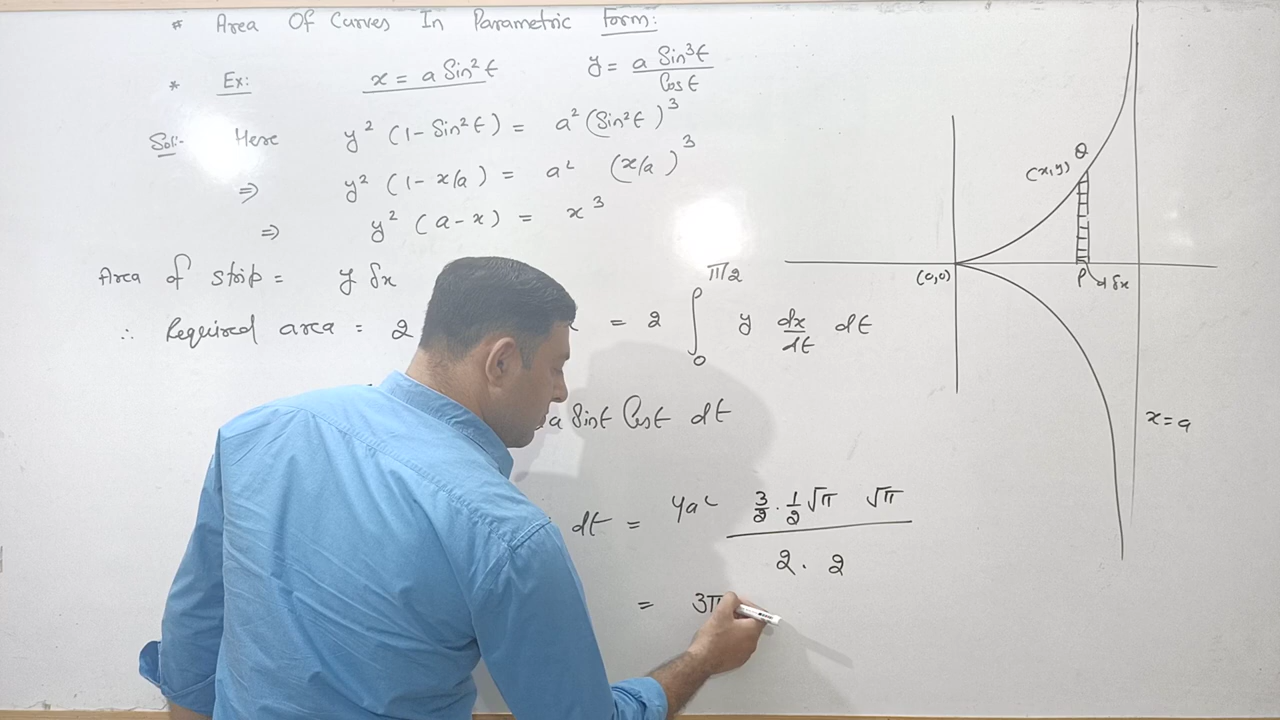 * Area Of Curves In Parametric Form:
* Ex: x = a Sin²t y = a Sin³t / Cost
Sol:- Here y² (1 - Sin²t) = a² (Sin²t)³
⇒ y² (1 - x/a) = a² (x/a)³
⇒ y² (a - x) = x³
Area of strip = y δx
∴ Required area = 2 = 2 ∫₀^π/2 y dx/dt dt
a Sint Cost dt
dt = 4a² 3/2 · 1/2 √π √π / 2 · 2
= 3π
Q
(x,y)
(0,0)
P
δx
x = a